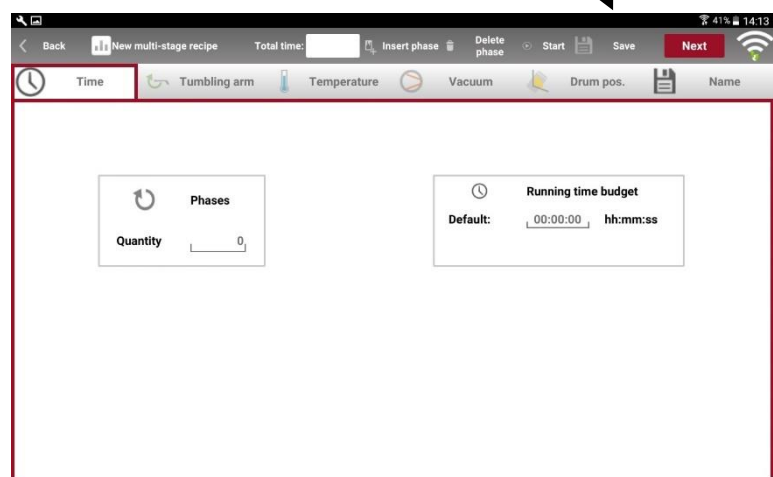 41% 14:13
Back New multi-stage recipe Total time: Insert phase Delete phase Start Save Next
Time Tumbling arm Temperature Vacuum Drum pos. Name
Phases
Quantity 0
Running time budget
Default: 00:00:00 hh:mm:ss